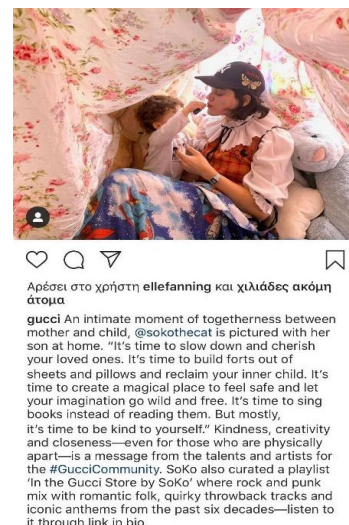 Αρέσει στο χρήστη ellefanning και χιλιάδες ακόμη
άτομα
gucci An intimate moment of togetherness between
mother and child, @sokothecat is pictured with her
son at home. “It’s time to slow down and cherish
your loved ones. It’s time to build forts out of
sheets and pillows and reclaim your inner child. It’s
time to create a magical place to feel safe and let
your imagination go wild and free. It’s time to sing
books instead of reading them. But mostly,
it’s time to be kind to yourself.” Kindness, creativity
and closeness—even for those who are physically
apart—is a message from the talents and artists for
the #GucciCommunity. SoKo also curated a playlist
‘In the Gucci Store by SoKo’ where rock and punk
mix with romantic folk, quirky throwback tracks and
iconic anthems from the past six decades—listen to
it through link in bio